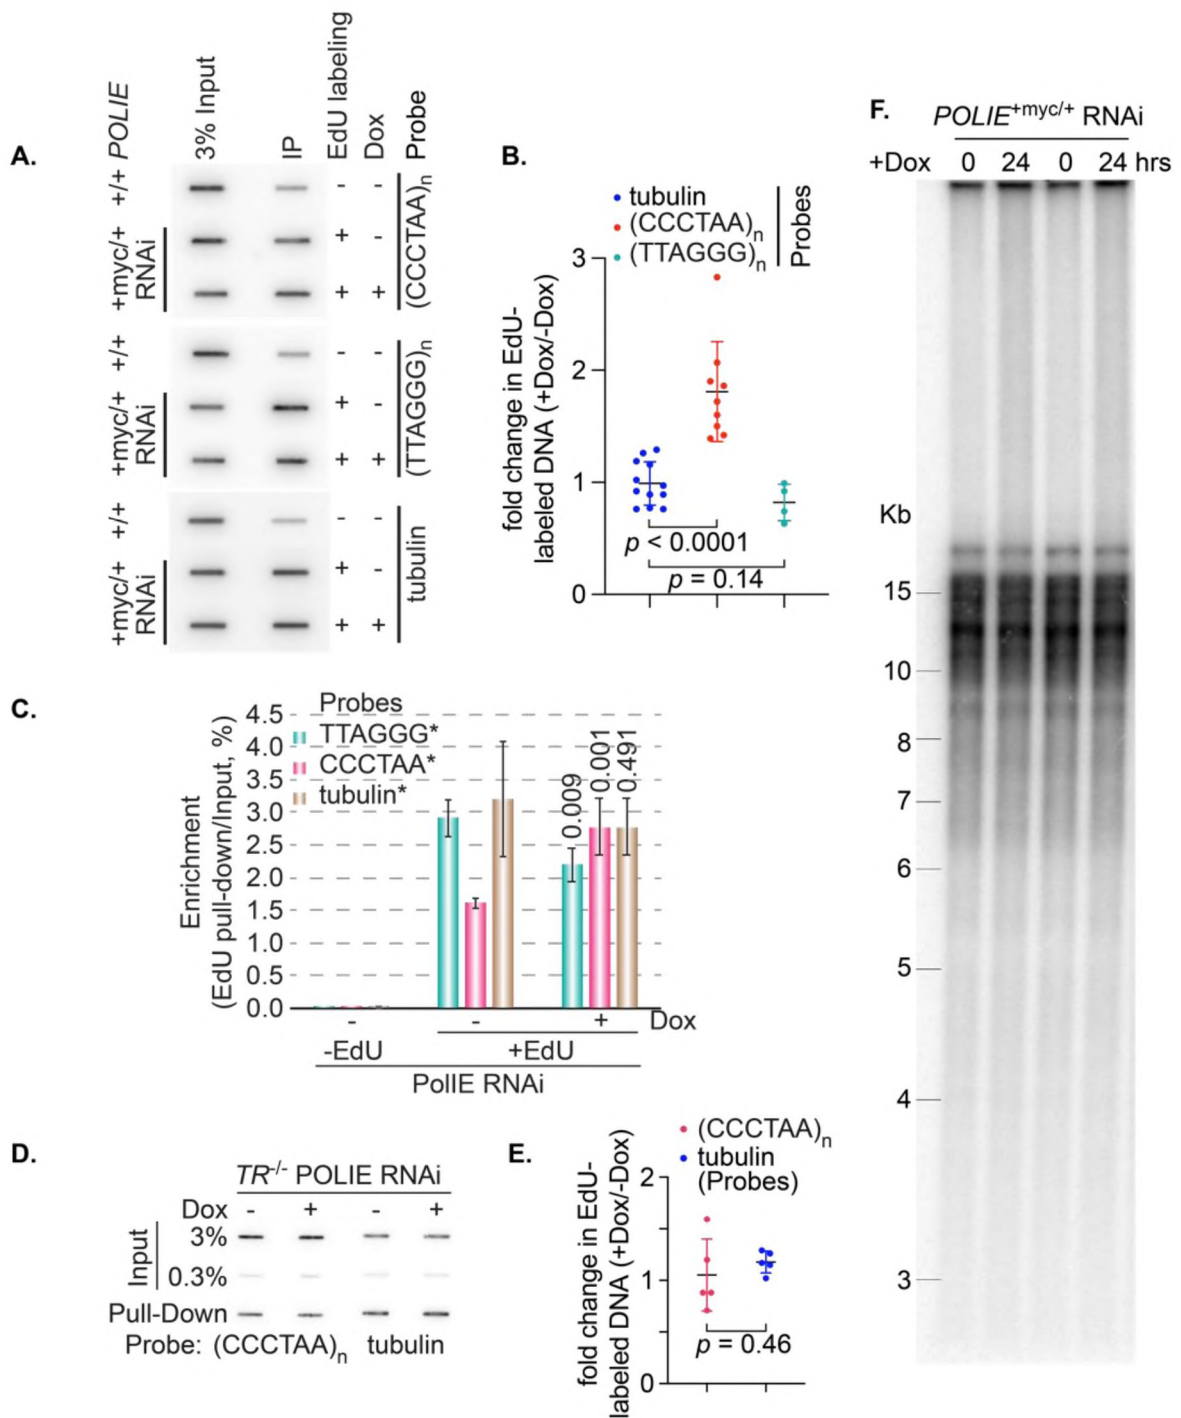 A.
+/+ POLIE
3% Input
IP
EdU labeling
Dox
Probe
+/+ - -
+myc/+ RNAi
+ -
+ +
(CCCTAA)n
+/+ - -
+myc/+ RNAi
+ -
+ +
(TTAGGG)n
+/+ - -
+myc/+ RNAi
+ -
+ +
tubulin
B.
tubulin
(CCCTAA)n
(TTAGGG)n
Probes
fold change in EdU-
labeled DNA (+Dox/-Dox)
3
2
1
0
p < 0.0001
p = 0.14
C.
Probes
TTAGGG*
CCCTAA*
tubulin*
Enrichment
(EdU pull-down/Input, %)
4.5
4.0
3.5
3.0
2.5
2.0
1.5
1.0
0.5
0.0
0.009
0.001
0.491
- - + Dox
-EdU +EdU
PolIE RNAi
D.
TR-/- POLIE RNAi
Dox - + - +
Input
3%
0.3%
Pull-Down
Probe: (CCCTAA)n tubulin
E.
(CCCTAA)n
tubulin
(Probes)
fold change in EdU-
labeled DNA (+Dox/-Dox)
2
1
0
p = 0.46
F.
POLIE+myc/+ RNAi
+Dox 0 24 0 24 hrs
Kb
15
10
8
7
6
5
4
3